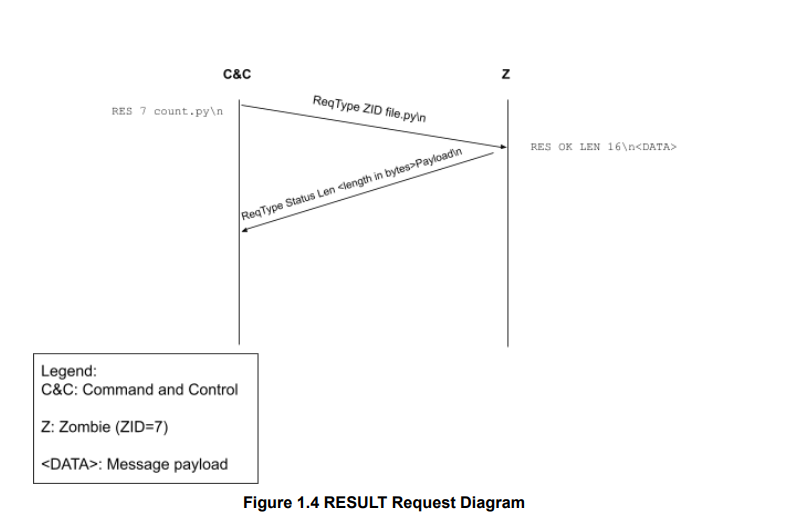 C&C
Z
ReqType ZID file.py\n
RES 7 count.py\n
RES OK LEN 16\n<DATA>
ReqType Status Len <length in bytes>Payload\n
Legend:
C&C: Command and Control
Z: Zombie (ZID=7)
<DATA>: Message payload
Figure 1.4 RESULT Request Diagram